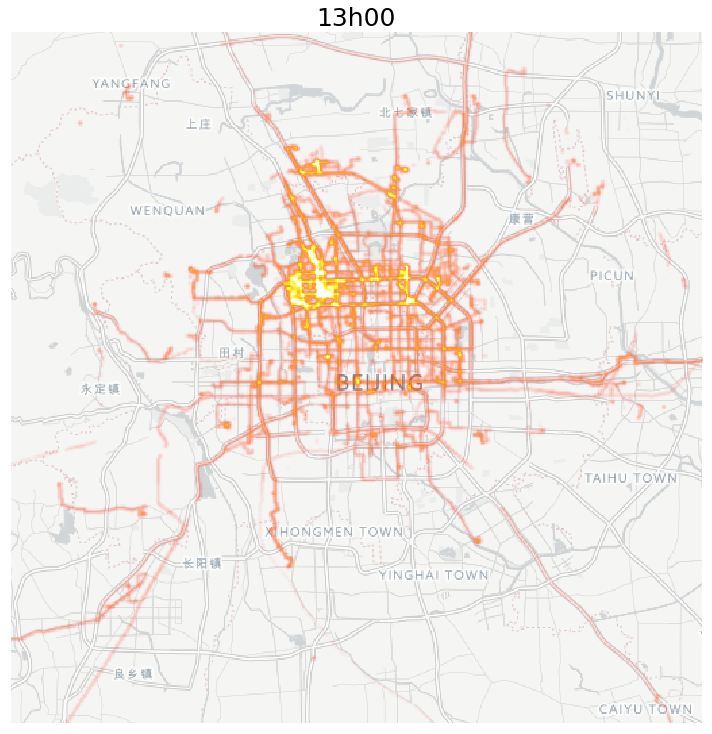 13h00
YANGFANG
SHUNYI
上庄
北七家镇
WENQUAN
康营
PICUN
田村
BEIJING
永定镇
TAIHU TOWN
XIHONGMEN TOWN
长阳镇
YINGHAI TOWN
良乡镇
CAIYU TOWN